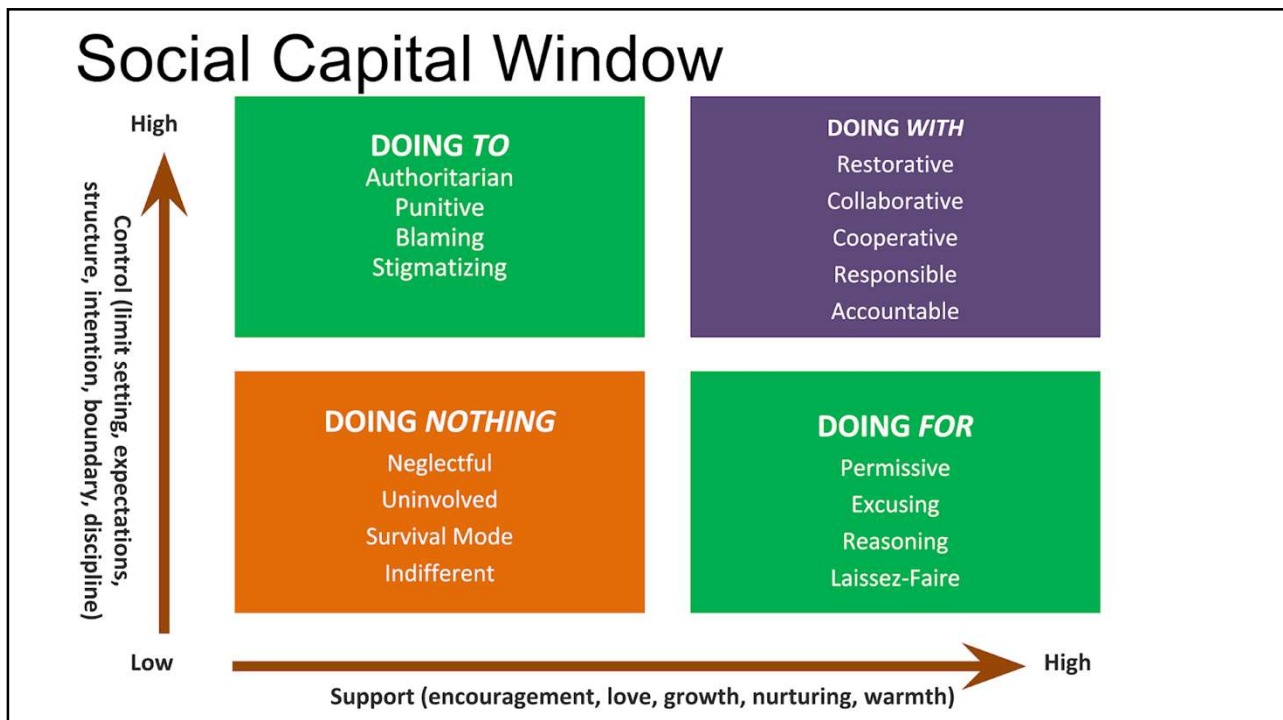 Social Capital Window
High
Control (limit setting, expectations,
structure, intention, boundary, discipline)
DOING TO
Authoritarian
Punitive
Blaming
Stigmatizing
DOING WITH
Restorative
Collaborative
Cooperative
Responsible
Accountable
DOING NOTHING
Neglectful
Uninvolved
Survival Mode
Indifferent
DOING FOR
Permissive
Excusing
Reasoning
Laissez-Faire
Low
High
Support (encouragement, love, growth, nurturing, warmth)